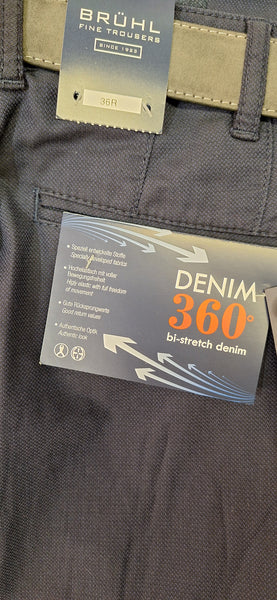 BRÜHL
FINE TROUSERS
SINCE 1923
36R
• Speziell entwickelte Stoffe
Specially developed fabrics
• Hochelastisch mit voller
Bewegungsfreiheit
High elastic with full freedom
of movement
• Gute Rücksprungwerte
Good return values
• Authentische Optik
Authentic look
DENIM
360°
bi-stretch denim